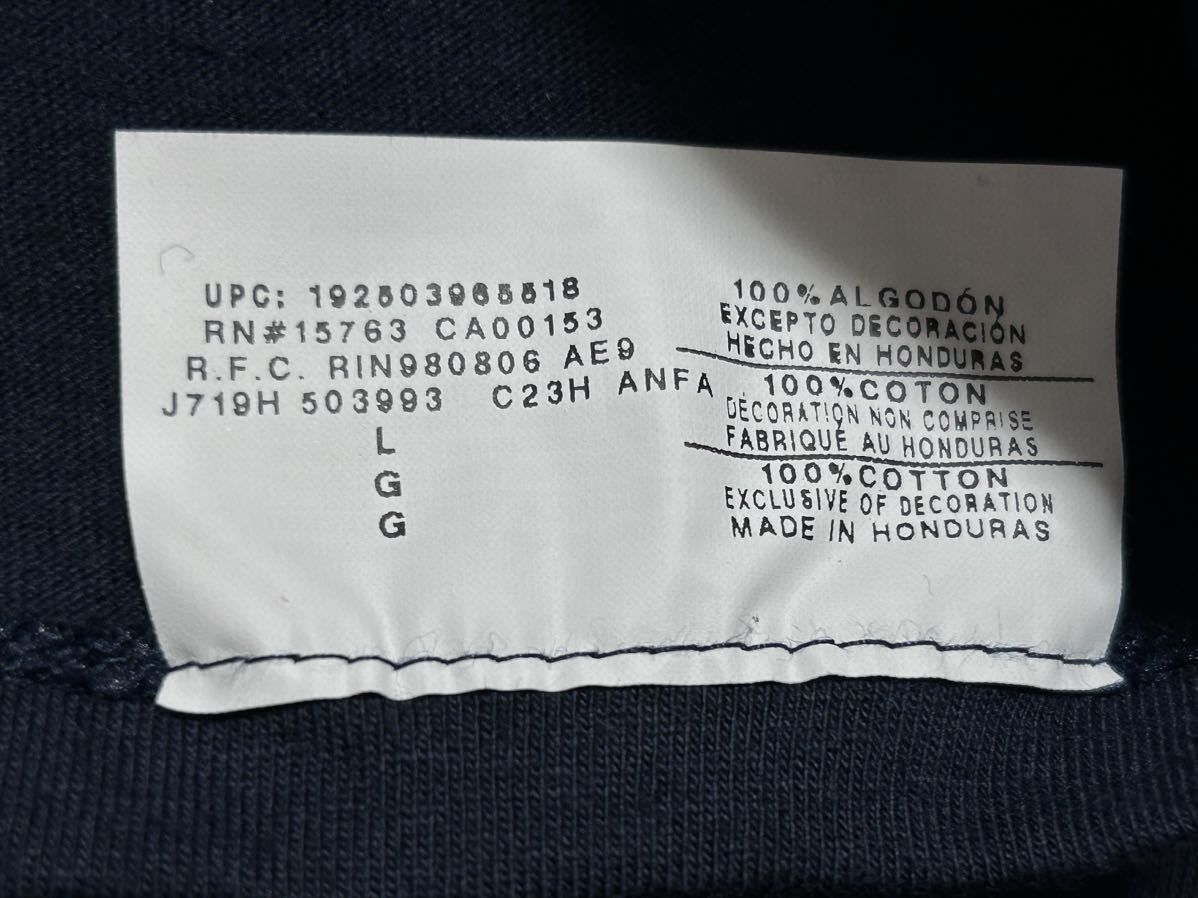 UPC: 192503965518
RN#15763 CA00153
R.F.C. RIN980806 AE9
J719H 503993 C23H ANFA
L
G
G
100% ALGODÓN
EXCEPTO DECORACIÓN
HECHO EN HONDURAS
100% COTON
DÉCORATION NON COMPRISE
FABRIQUÉ AU HONDURAS
100% COTTON
EXCLUSIVE OF DECORATION
MADE IN HONDURAS